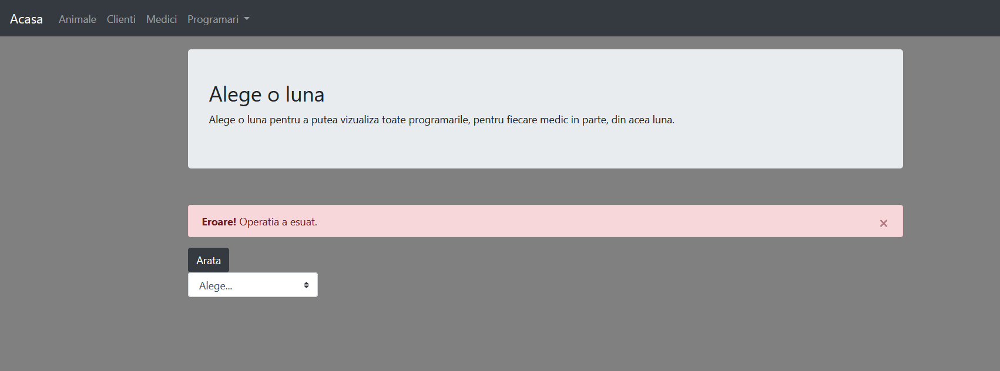 Acasa Animale Clienti Medici Programari
Alege o luna
Alege o luna pentru a putea vizualiza toate programarile, pentru fiecare medic in parte, din acea luna.
Eroare! Operatia a esuat. ×
Arata
Alege...